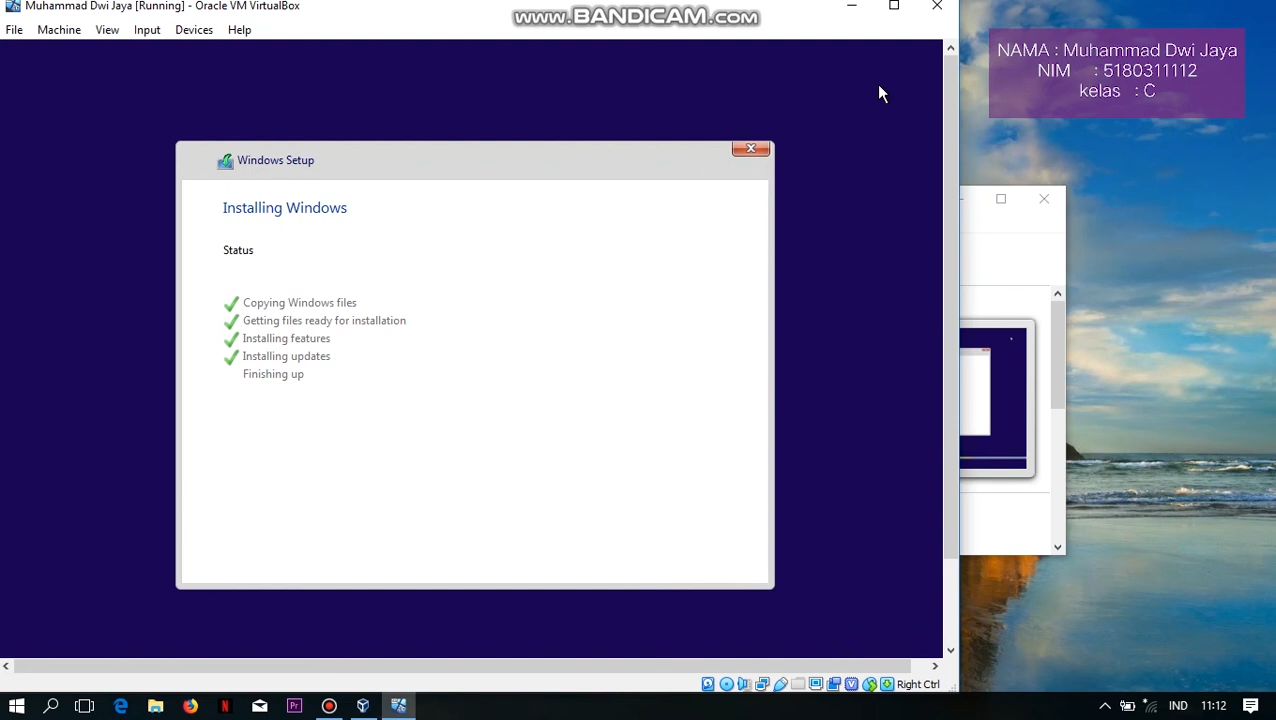 Muhammad Dwi Jaya [Running] - Oracle VM VirtualBox
www.BANDICAM.com
File Machine View Input Devices Help
NAMA : Muhammad Dwi Jaya
NIM : 5180311112
kelas : C
Windows Setup
Installing Windows
Status
Copying Windows files
Getting files ready for installation
Installing features
Installing updates
Finishing up
Right Ctrl
IND 11:12